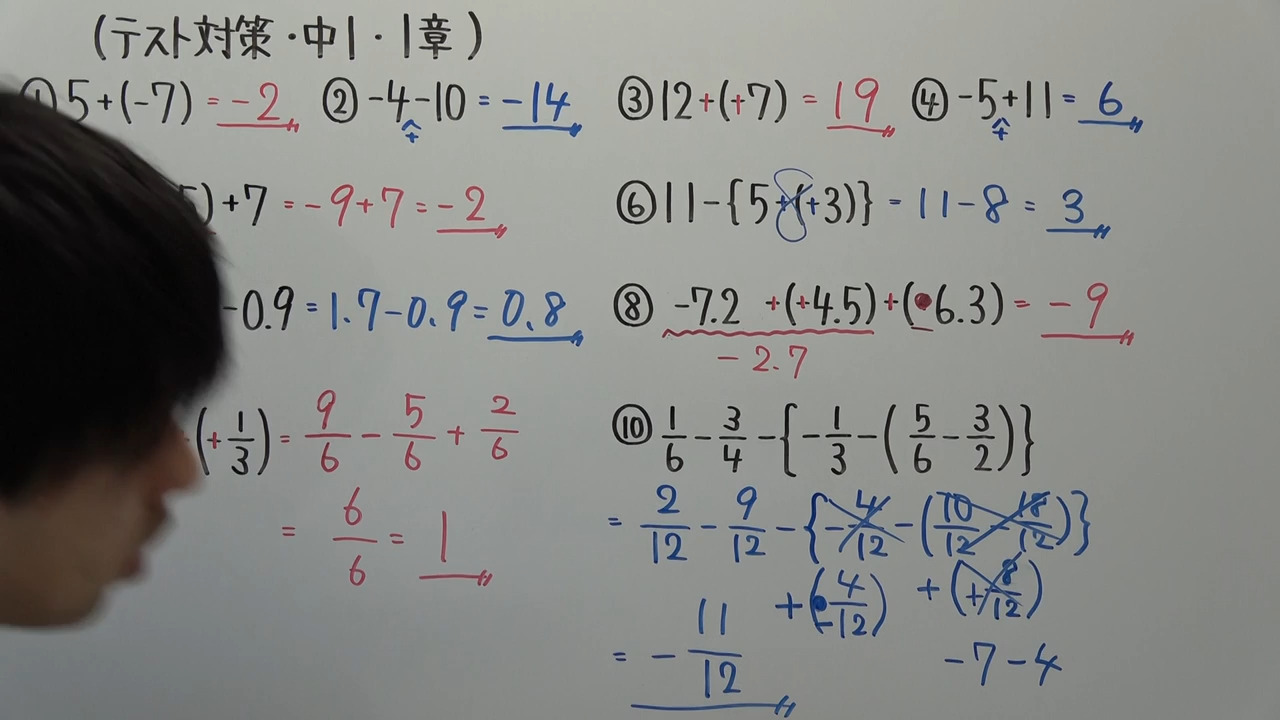 (テスト対策・中1・1章)
① 5+(-7) = -2 ② -4-10 = -14 ③ 12+(+7) = 19 ④ -5+11 = 6
+ +
)+7 = -9+7 = -2 ⑥ 11-{5+(+3)} = 11-8 = 3
-0.9 = 1.7-0.9 = 0.8 ⑧ -7.2 +(+4.5)+(-6.3) = -9
-2.7
(+1/3) = 9/6 - 5/6 + 2/6 ⑩ 1/6 - 3/4 - {-1/3 - (5/6 - 3/2)}
= 6/6 = 1 = 2/12 - 9/12 - {-4/12 - (10/12 - 18/12)}
+(-4/12) +(+8/12)
= -11/12 -7-4